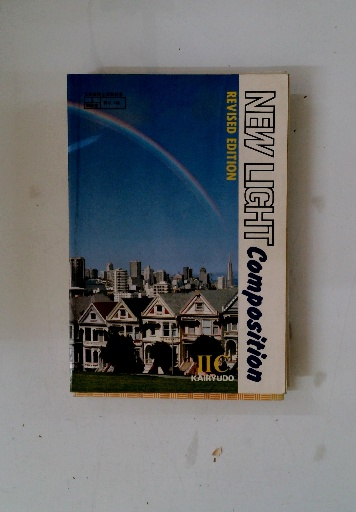 NEW LIGHT Composition
REVISED EDITION
IIC
KAIRYUDO